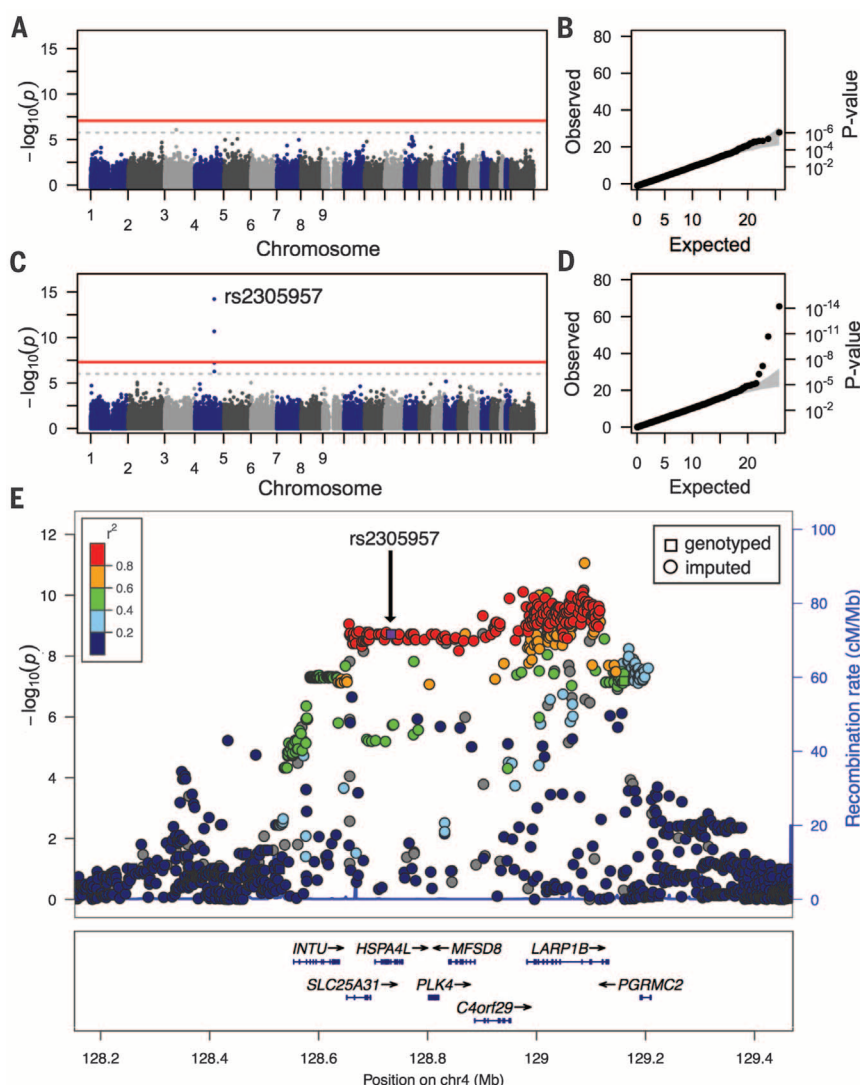 A
15
10
5
0
−log10(p)
1 2 3 4 5 6 7 8 9
Chromosome
B
80
60
40
20
0
Observed
0 5 10 20
Expected
10-6
10-4
10-2
P-value
C
rs2305957
15
10
5
0
−log10(p)
1 2 3 4 5 6 7 8 9
Chromosome
D
80
60
40
20
0
Observed
0 5 10 20
Expected
10-14
10-11
10-8
10-5
10-2
P-value
E
r2
0.8
0.6
0.4
0.2
rs2305957
genotyped
imputed
12
10
8
6
4
2
0
−log10(p)
100
80
60
40
20
0
Recombination rate (cM/Mb)
INTU→ HSPA4L→ ←MFSD8 LARP1B→
SLC25A31→ PLK4→ ←PGRMC2
C4orf29→
128.2 128.4 128.6 128.8 129 129.2 129.4
Position on chr4 (Mb)